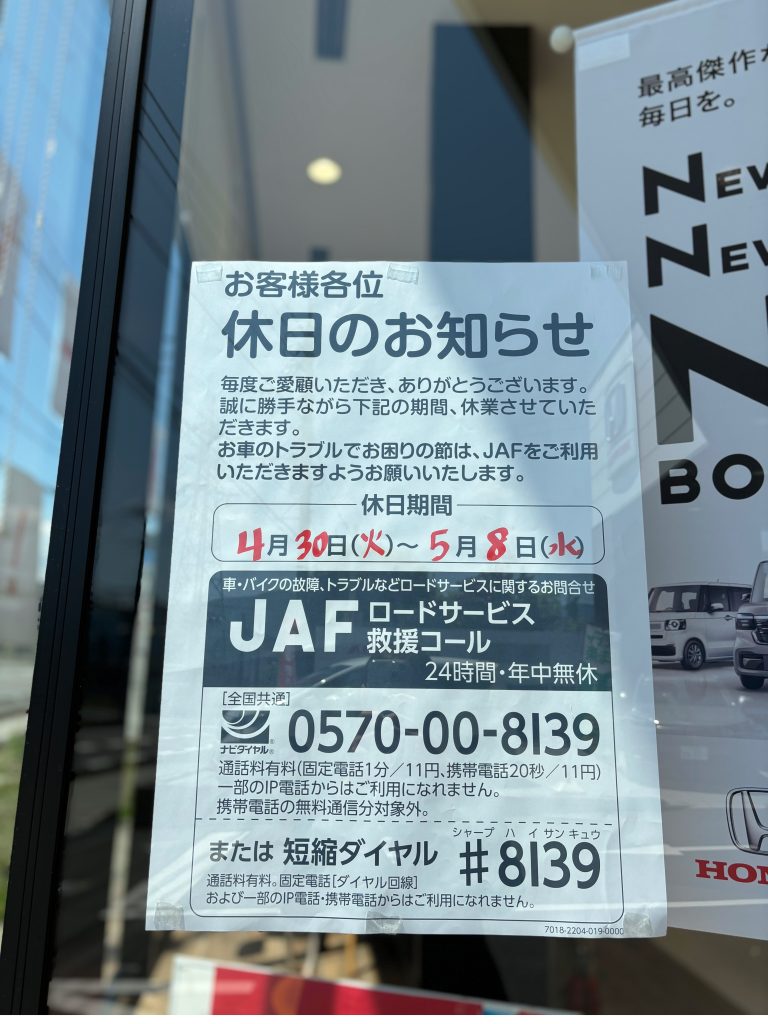 最高傑作
毎日を。
NEW
NEW
N
BO
お客様各位
休日のお知らせ
毎度ご愛顧いただき、ありがとうございます。
誠に勝手ながら下記の期間、休業させていた
だきます。
お車のトラブルでお困りの節は、JAFをご利用
いただきますようお願いいたします。
休日期間
4月30日(火)～5月8日(水)
車・バイクの故障、トラブルなどロードサービスに関するお問合せ
JAF ロードサービス
救援コール
24時間・年中無休
[全国共通]
ナビダイヤル® 0570-00-8139
通話料有料(固定電話1分／11円、携帯電話20秒／11円)
一部のIP電話からはご利用になれません。
携帯電話の無料通信分対象外。
シャープ ハ イ サンキュウ
または 短縮ダイヤル #8139
通話料有料。固定電話[ダイヤル回線]
および一部のIP電話・携帯電話からはご利用になれません。
7018-2204-019-0000
HON